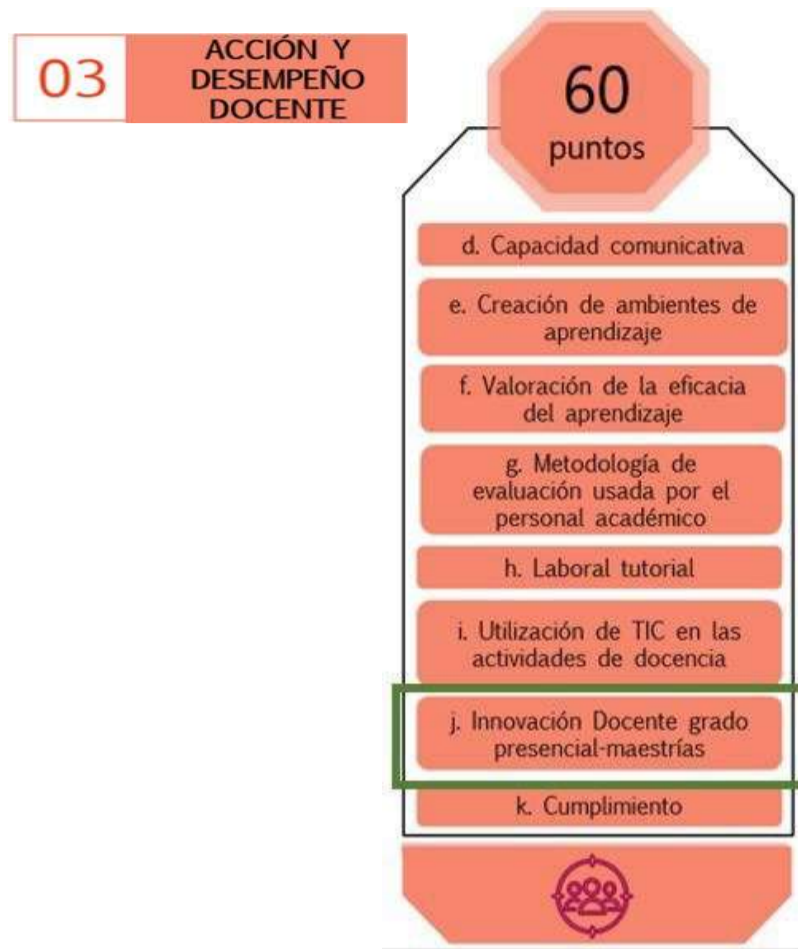 03
ACCIÓN Y
DESEMPEÑO
DOCENTE
60
puntos
d. Capacidad comunicativa
e. Creación de ambientes de
aprendizaje
f. Valoración de la eficacia
del aprendizaje
g. Metodología de
evaluación usada por el
personal académico
h. Laboral tutorial
i. Utilización de TIC en las
actividades de docencia
j. Innovación Docente grado
presencial-maestrías
k. Cumplimiento